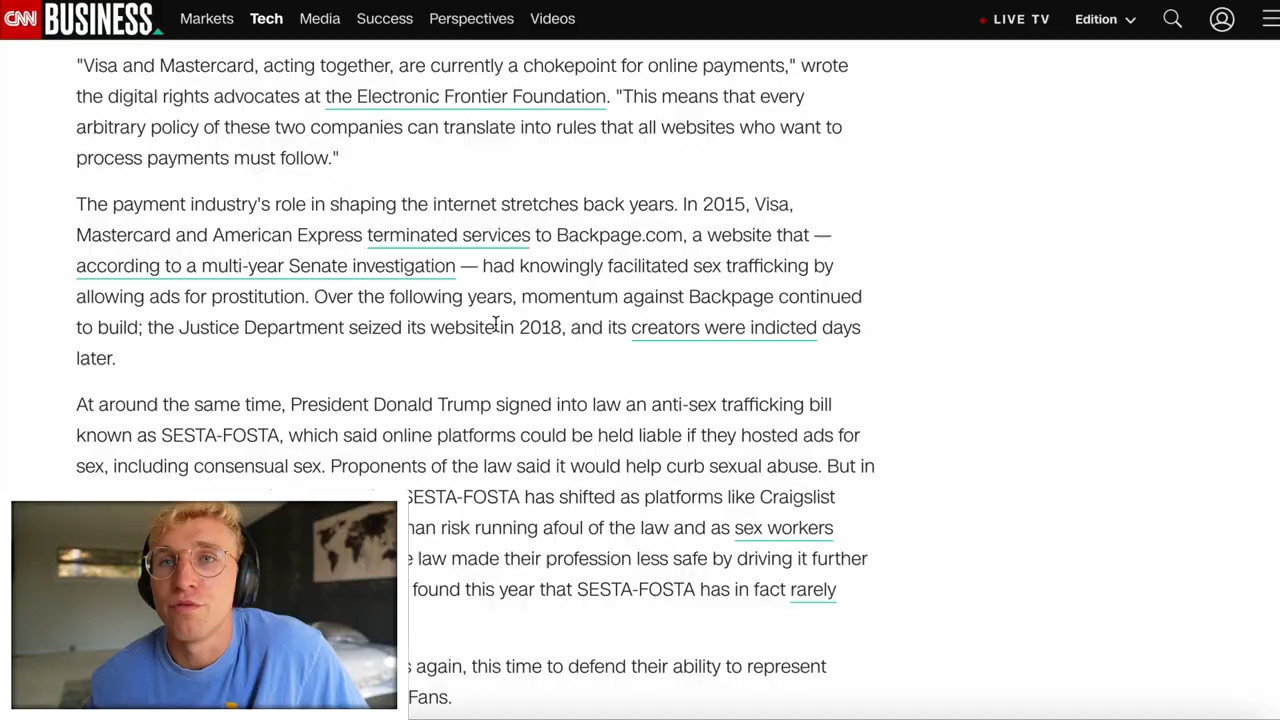 CNN BUSINESS Markets Tech Media Success Perspectives Videos LIVE TV Edition
"Visa and Mastercard, acting together, are currently a chokepoint for online payments," wrote
the digital rights advocates at the Electronic Frontier Foundation. "This means that every
arbitrary policy of these two companies can translate into rules that all websites who want to
process payments must follow."
The payment industry's role in shaping the internet stretches back years. In 2015, Visa,
Mastercard and American Express terminated services to Backpage.com, a website that —
according to a multi-year Senate investigation — had knowingly facilitated sex trafficking by
allowing ads for prostitution. Over the following years, momentum against Backpage continued
to build; the Justice Department seized its website in 2018, and its creators were indicted days
later.
At around the same time, President Donald Trump signed into law an anti-sex trafficking bill
known as SESTA-FOSTA, which said online platforms could be held liable if they hosted ads for
sex, including consensual sex. Proponents of the law said it would help curb sexual abuse. But in
SESTA-FOSTA has shifted as platforms like Craigslist
risk running afoul of the law and as sex workers
law made their profession less safe by driving it further
found this year that SESTA-FOSTA has in fact rarely
again, this time to defend their ability to represent
Fans.